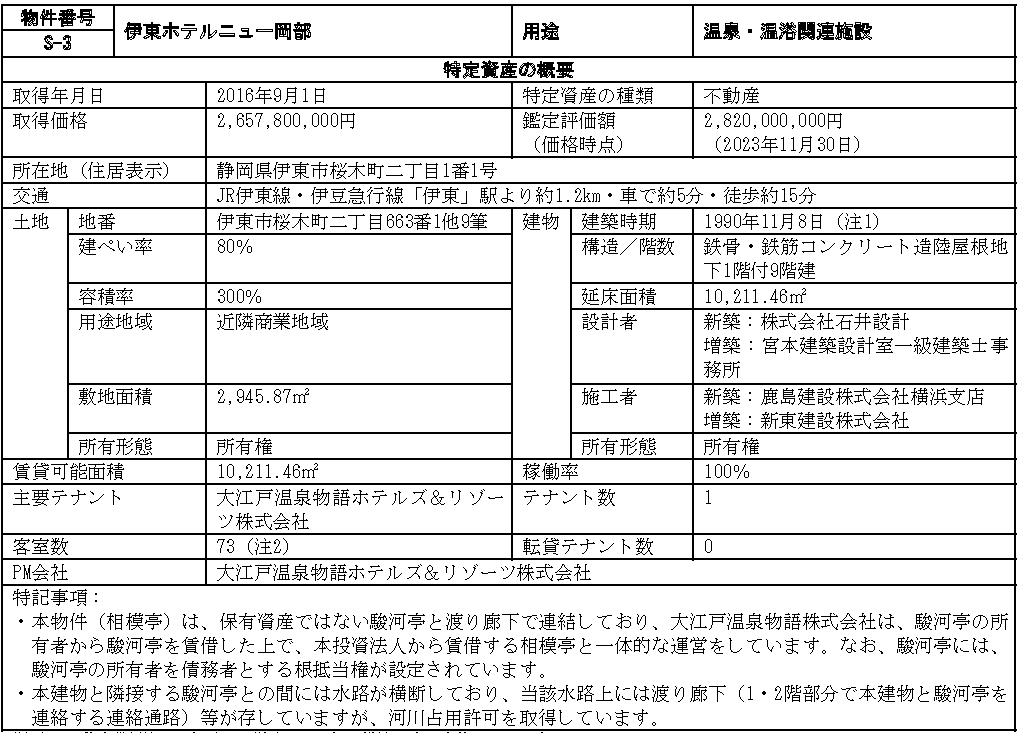 物件番号
S-3
伊東ホテルニュー岡部
用途
温泉・温浴関連施設
特定資産の概要
取得年月日
2016年9月1日
特定資産の種類
不動産
取得価格
2,657,800,000円
鑑定評価額
（価格時点）
2,820,000,000円
（2023年11月30日）
所在地（住居表示）
静岡県伊東市桜木町二丁目1番1号
交通
JR伊東線・伊豆急行線「伊東」駅より約1.2km・車で約5分・徒歩約15分
土地
地番
伊東市桜木町二丁目663番1他9筆
建物
建築時期
1990年11月8日（注1）
建ぺい率
80%
構造／階数
鉄骨・鉄筋コンクリート造陸屋根地
下1階付9階建
容積率
300%
延床面積
10,211.46㎡
用途地域
近隣商業地域
設計者
新築：株式会社石井設計
増築：宮本建築設計室一級建築士事
務所
敷地面積
2,945.87㎡
施工者
新築：鹿島建設株式会社横浜支店
増築：新東建設株式会社
所有形態
所有権
所有形態
所有権
賃貸可能面積
10,211.46㎡
稼働率
100%
主要テナント
大江戸温泉物語ホテルズ＆リゾー
ツ株式会社
テナント数
1
客室数
73（注2）
転貸テナント数
0
PM会社
大江戸温泉物語ホテルズ＆リゾーツ株式会社
特記事項：
・本物件（相模亭）は、保有資産ではない駿河亭と渡り廊下で連結しており、大江戸温泉物語株式会社は、駿河亭の所
有者から駿河亭を賃借した上で、本投資法人から賃借する相模亭と一体的な運営をしています。なお、駿河亭には、
駿河亭の所有者を債務者とする根抵当権が設定されています。
・本建物と隣接する駿河亭との間には水路が横断しており、当該水路上には渡り廊下（1・2階部分で本建物と駿河亭を
連絡する連絡通路）等が存していますが、河川占用許可を取得しています。